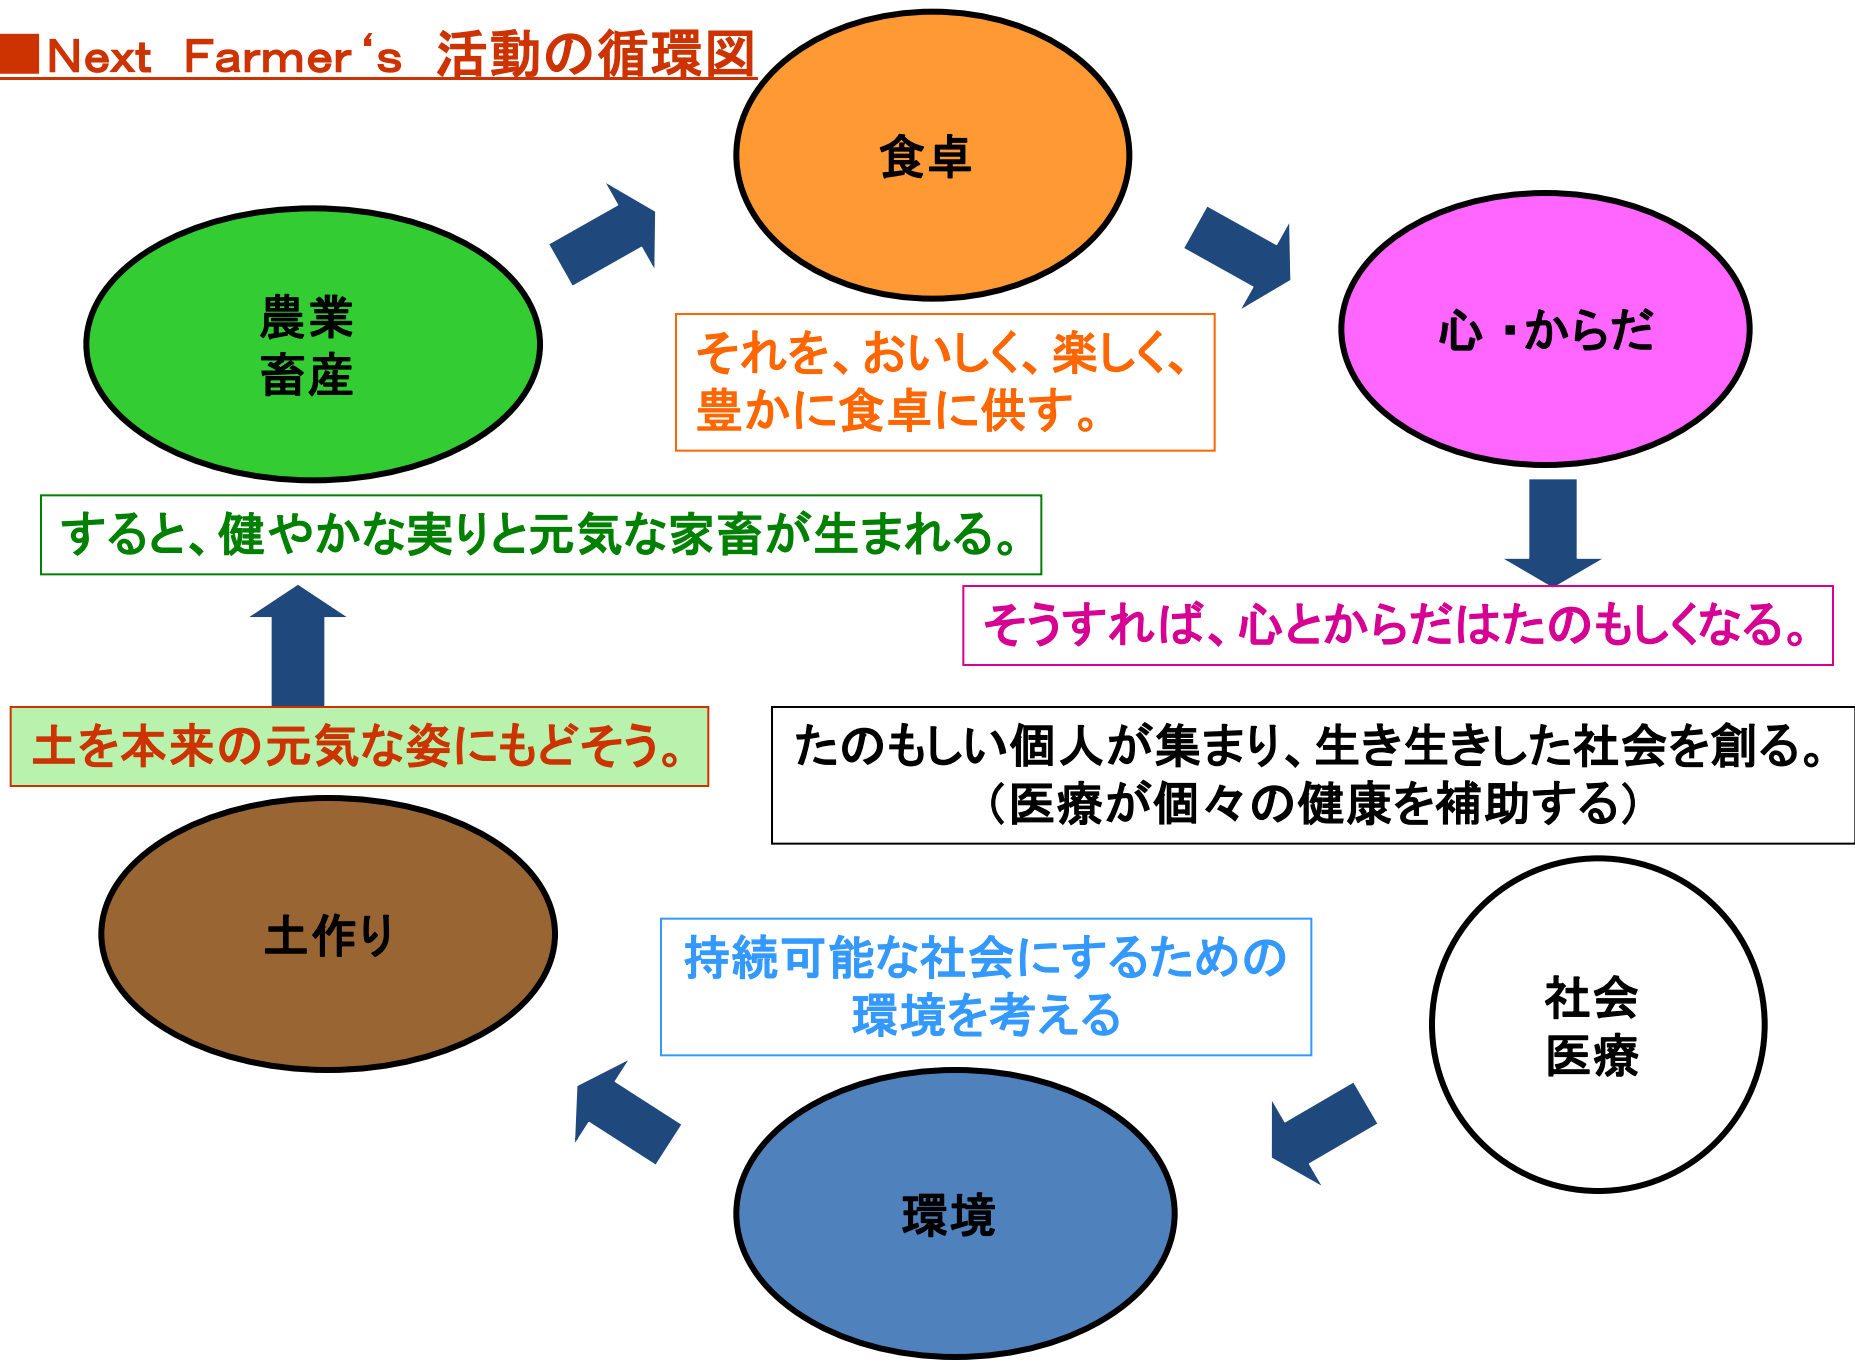 ■Next Farmer‘s 活動の循環図
食卓
農業
畜産
心・からだ
それを、おいしく、楽しく、
豊かに食卓に供す。
すると、健やかな実りと元気な家畜が生まれる。
そうすれば、心とからだはたのもしくなる。
土を本来の元気な姿にもどそう。
たのもしい個人が集まり、生き生きした社会を創る。
（医療が個々の健康を補助する）
土作り
持続可能な社会にするための
環境を考える
社会
医療
環境